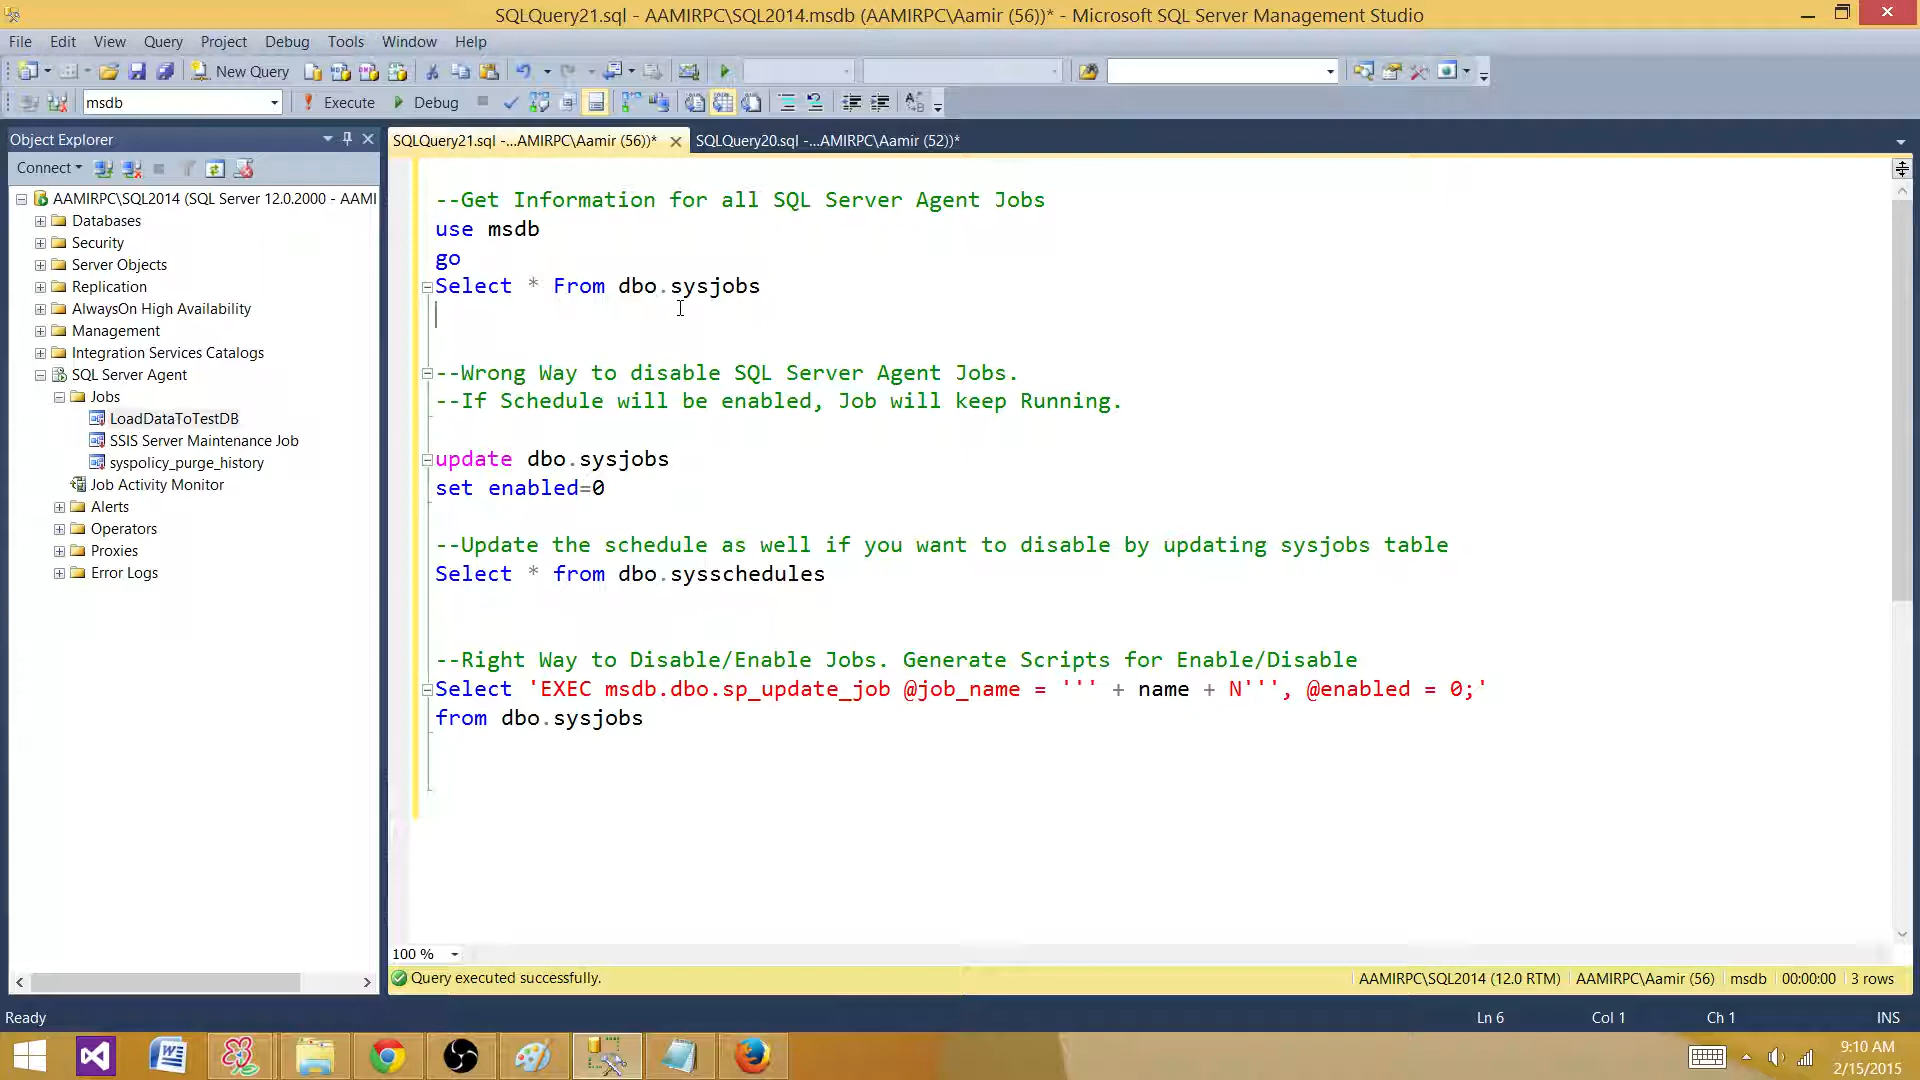 SQLQuery21.sql - AAMIRPC\SQL2014.msdb (AAMIRPC\Aamir (56))* - Microsoft SQL Server Management Studio
File Edit View Query Project Debug Tools Window Help
New Query
msdb Execute Debug
Object Explorer
Connect
AAMIRPC\SQL2014 (SQL Server 12.0.2000 - AAMI
Databases
Security
Server Objects
Replication
AlwaysOn High Availability
Management
Integration Services Catalogs
SQL Server Agent
Jobs
LoadDataToTestDB
SSIS Server Maintenance Job
syspolicy_purge_history
Job Activity Monitor
Alerts
Operators
Proxies
Error Logs
SQLQuery21.sql -...AMIRPC\Aamir (56))* SQLQuery20.sql -...AMIRPC\Aamir (52))*
--Get Information for all SQL Server Agent Jobs
use msdb
go
Select * From dbo.sysjobs
--Wrong Way to disable SQL Server Agent Jobs.
--If Schedule will be enabled, Job will keep Running.
update dbo.sysjobs
set enabled=0
--Update the schedule as well if you want to disable by updating sysjobs table
Select * from dbo.sysschedules
--Right Way to Disable/Enable Jobs. Generate Scripts for Enable/Disable
Select 'EXEC msdb.dbo.sp_update_job @job_name = ''' + name + N''', @enabled = 0;'
from dbo.sysjobs
100 %
Query executed successfully. AAMIRPC\SQL2014 (12.0 RTM) AAMIRPC\Aamir (56) msdb 00:00:00 3 rows
Ready Ln 6 Col 1 Ch 1 INS
9:10 AM
2/15/2015